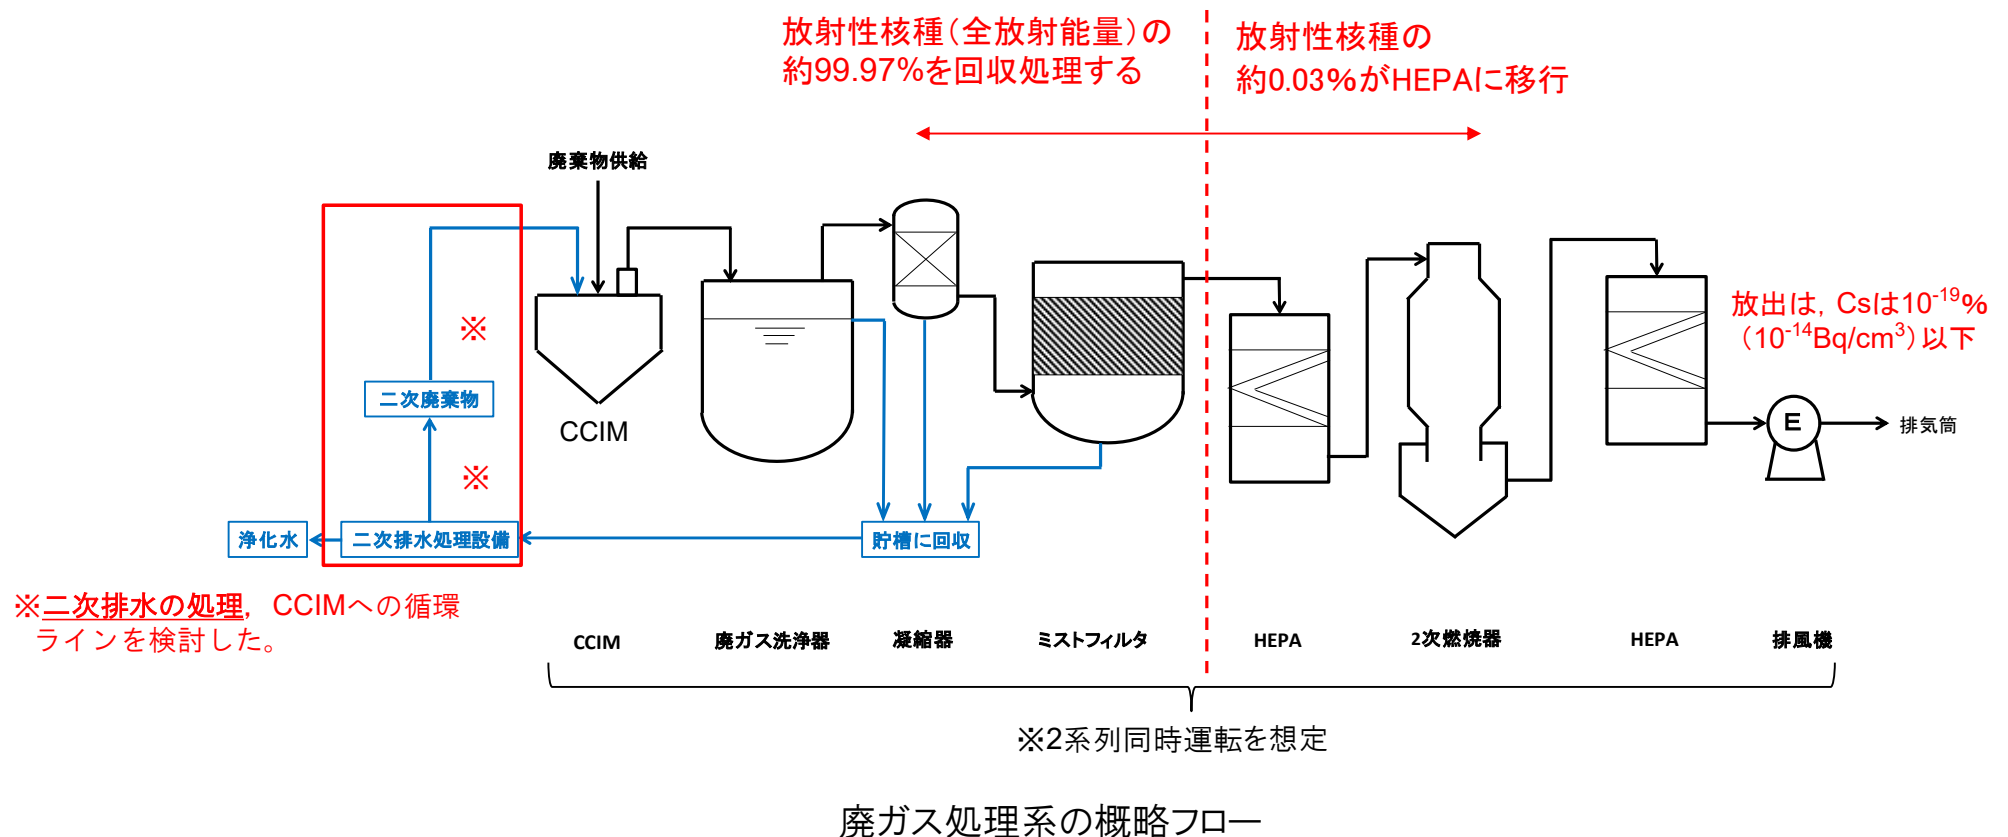 放射性核種(全放射能量)の
約99.97%を回収処理する
放射性核種の
約0.03%がHEPAに移行
廃棄物供給
※
二次廃棄物
CCIM
※
浄化水
二次排水処理設備
貯槽に回収
放出は，Csは10⁻¹⁹%
(10⁻¹⁴Bq/cm³)以下
E
排気筒
※二次排水の処理，CCIMへの循環
ラインを検討した。
CCIM
廃ガス洗浄器
凝縮器
ミストフィルタ
HEPA
2次燃焼器
HEPA
排風機
※2系列同時運転を想定
廃ガス処理系の概略フロー